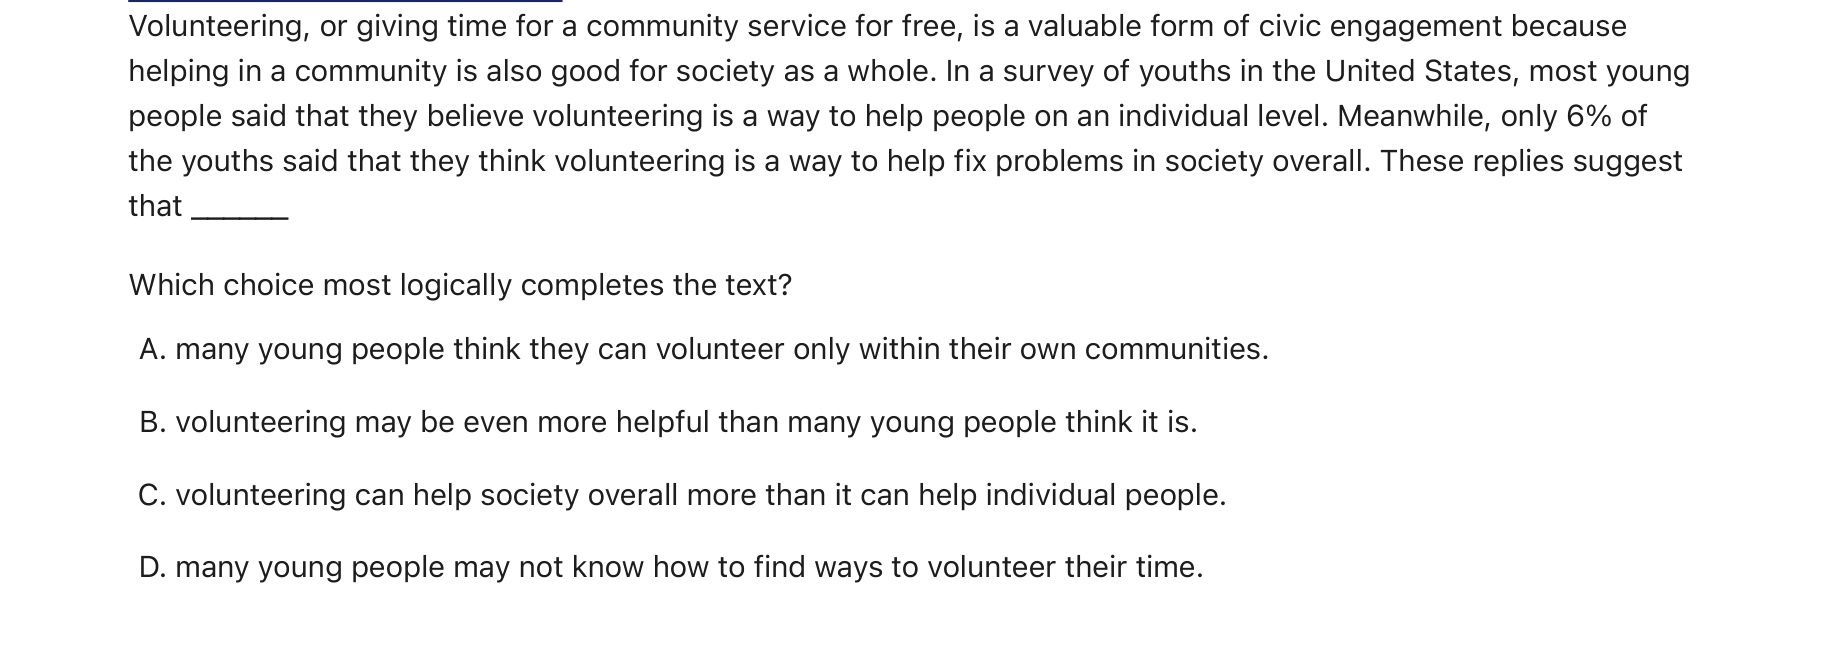 Volunteering, or giving time for a community service for free, is a valuable form of civic engagement because
helping in a community is also good for society as a whole. In a survey of youths in the United States, most young
people said that they believe volunteering is a way to help people on an individual level. Meanwhile, only 6% of
the youths said that they think volunteering is a way to help fix problems in society overall. These replies suggest
that ______
Which choice most logically completes the text?
A. many young people think they can volunteer only within their own communities.
B. volunteering may be even more helpful than many young people think it is.
C. volunteering can help society overall more than it can help individual people.
D. many young people may not know how to find ways to volunteer their time.